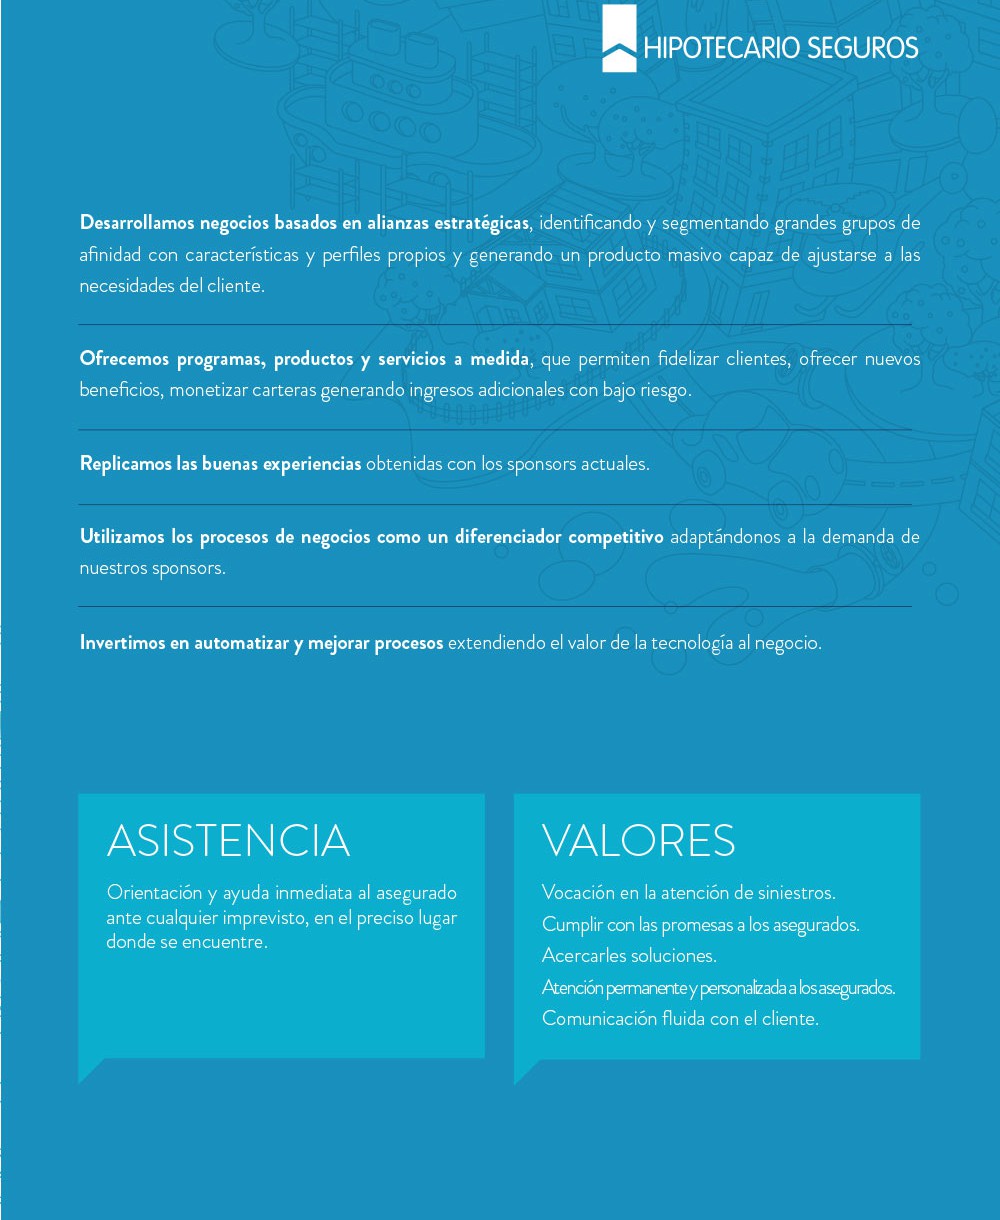 HIPOTECARIO SEGUROS
Desarrollamos negocios basados en alianzas estratégicas, identificando y segmentando grandes grupos de
afinidad con características y perfiles propios y generando un producto masivo capaz de ajustarse a las
necesidades del cliente.
Ofrecemos programas, productos y servicios a medida, que permiten fidelizar clientes, ofrecer nuevos
beneficios, monetizar carteras generando ingresos adicionales con bajo riesgo.
Replicamos las buenas experiencias obtenidas con los sponsors actuales.
Utilizamos los procesos de negocios como un diferenciador competitivo adaptándonos a la demanda de
nuestros sponsors.
Invertimos en automatizar y mejorar procesos extendiendo el valor de la tecnología al negocio.
ASISTENCIA
Orientación y ayuda inmediata al asegurado
ante cualquier imprevisto, en el preciso lugar
donde se encuentre.
VALORES
Vocación en la atención de siniestros.
Cumplir con las promesas a los asegurados.
Acercarles soluciones.
Atención permanente y personalizada a los asegurados.
Comunicación fluida con el cliente.